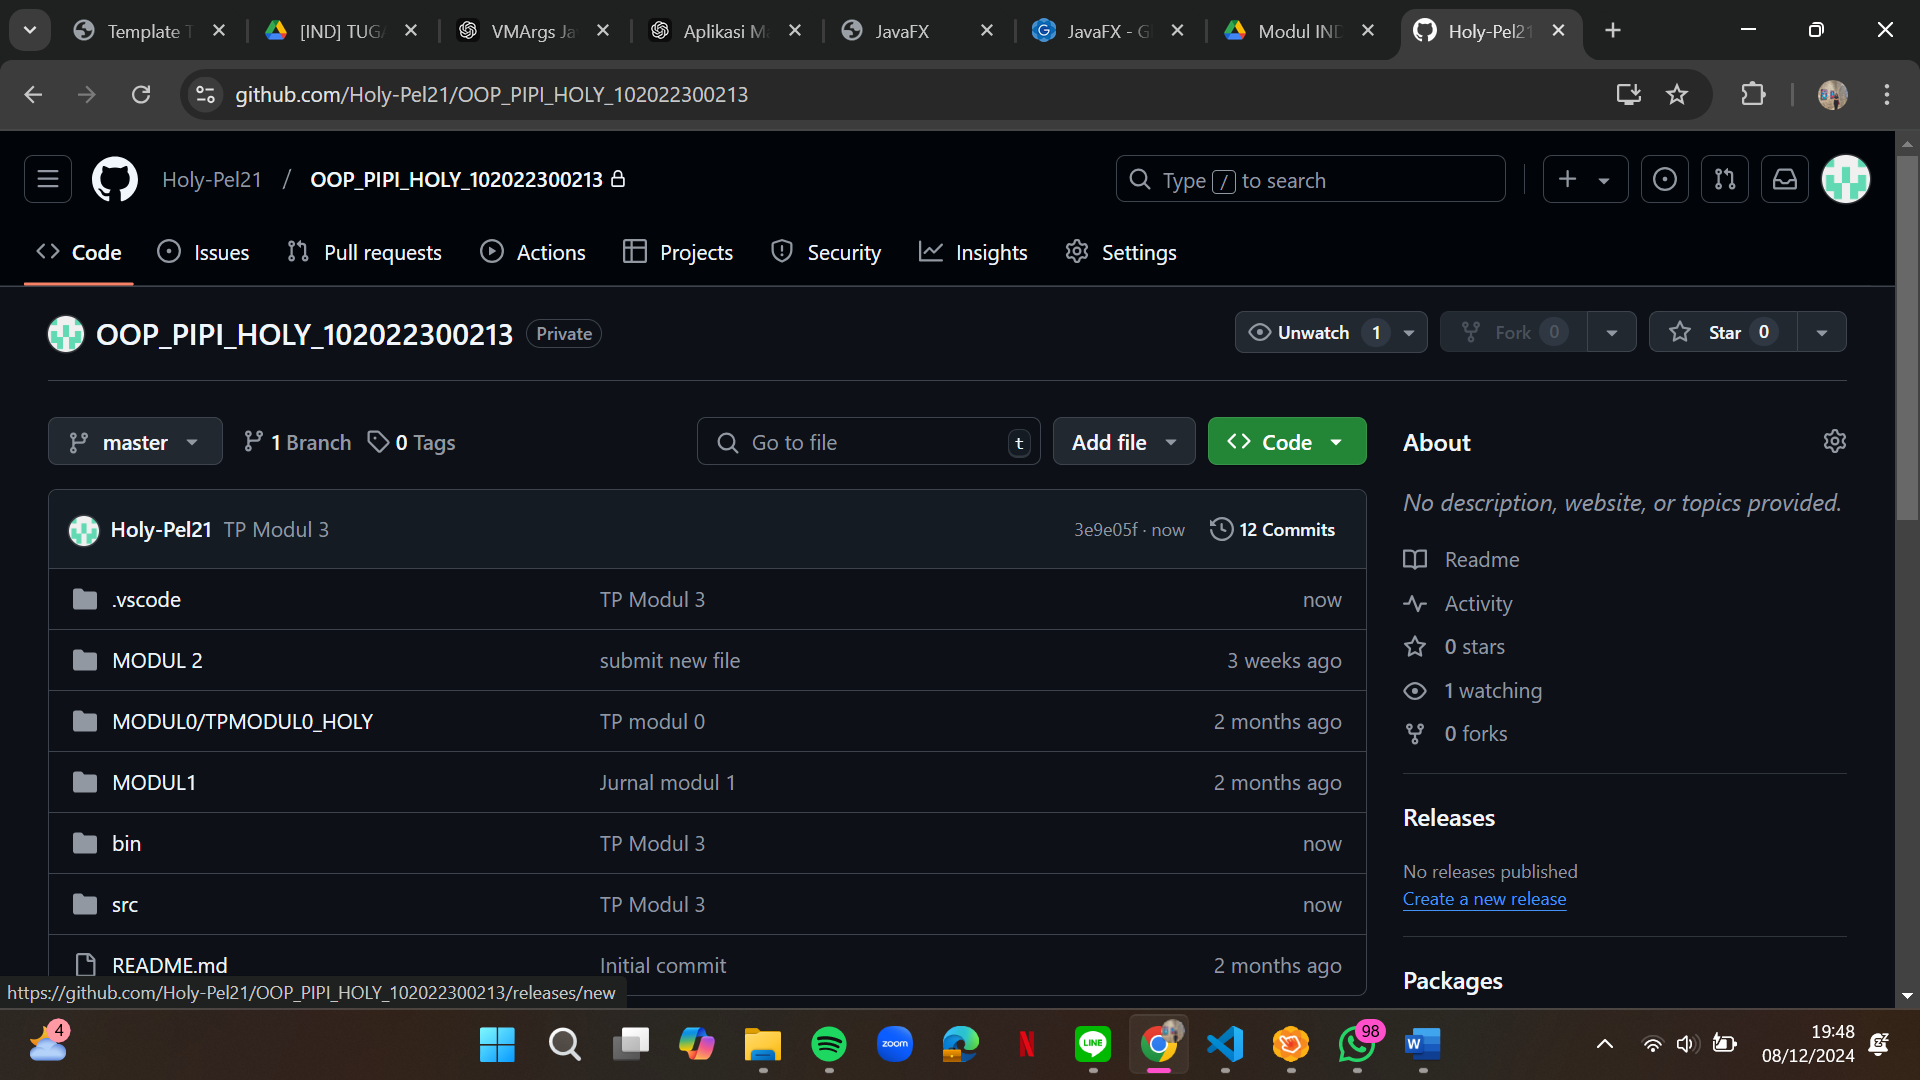 Template T
[IND] TUGA
VMArgs Ja
Aplikasi Ma
JavaFX
JavaFX - Gl
Modul IND
Holy-Pel21
github.com/Holy-Pel21/OOP_PIPI_HOLY_102022300213
Holy-Pel21 / OOP_PIPI_HOLY_102022300213
Type / to search
Code
Issues
Pull requests
Actions
Projects
Security
Insights
Settings
OOP_PIPI_HOLY_102022300213 Private
Unwatch 1
Fork 0
Star 0
master
1 Branch
0 Tags
Go to file t
Add file
Code
Holy-Pel21 TP Modul 3 3e9e05f · now 12 Commits
.vscode TP Modul 3 now
MODUL 2 submit new file 3 weeks ago
MODUL0/TPMODUL0_HOLY TP modul 0 2 months ago
MODUL1 Jurnal modul 1 2 months ago
bin TP Modul 3 now
src TP Modul 3 now
README.md Initial commit 2 months ago
About
No description, website, or topics provided.
Readme
Activity
0 stars
1 watching
0 forks
Releases
No releases published
Create a new release
Packages
https://github.com/Holy-Pel21/OOP_PIPI_HOLY_102022300213/releases/new
4
zoom
N
LINE
98
W
19:48
08/12/2024